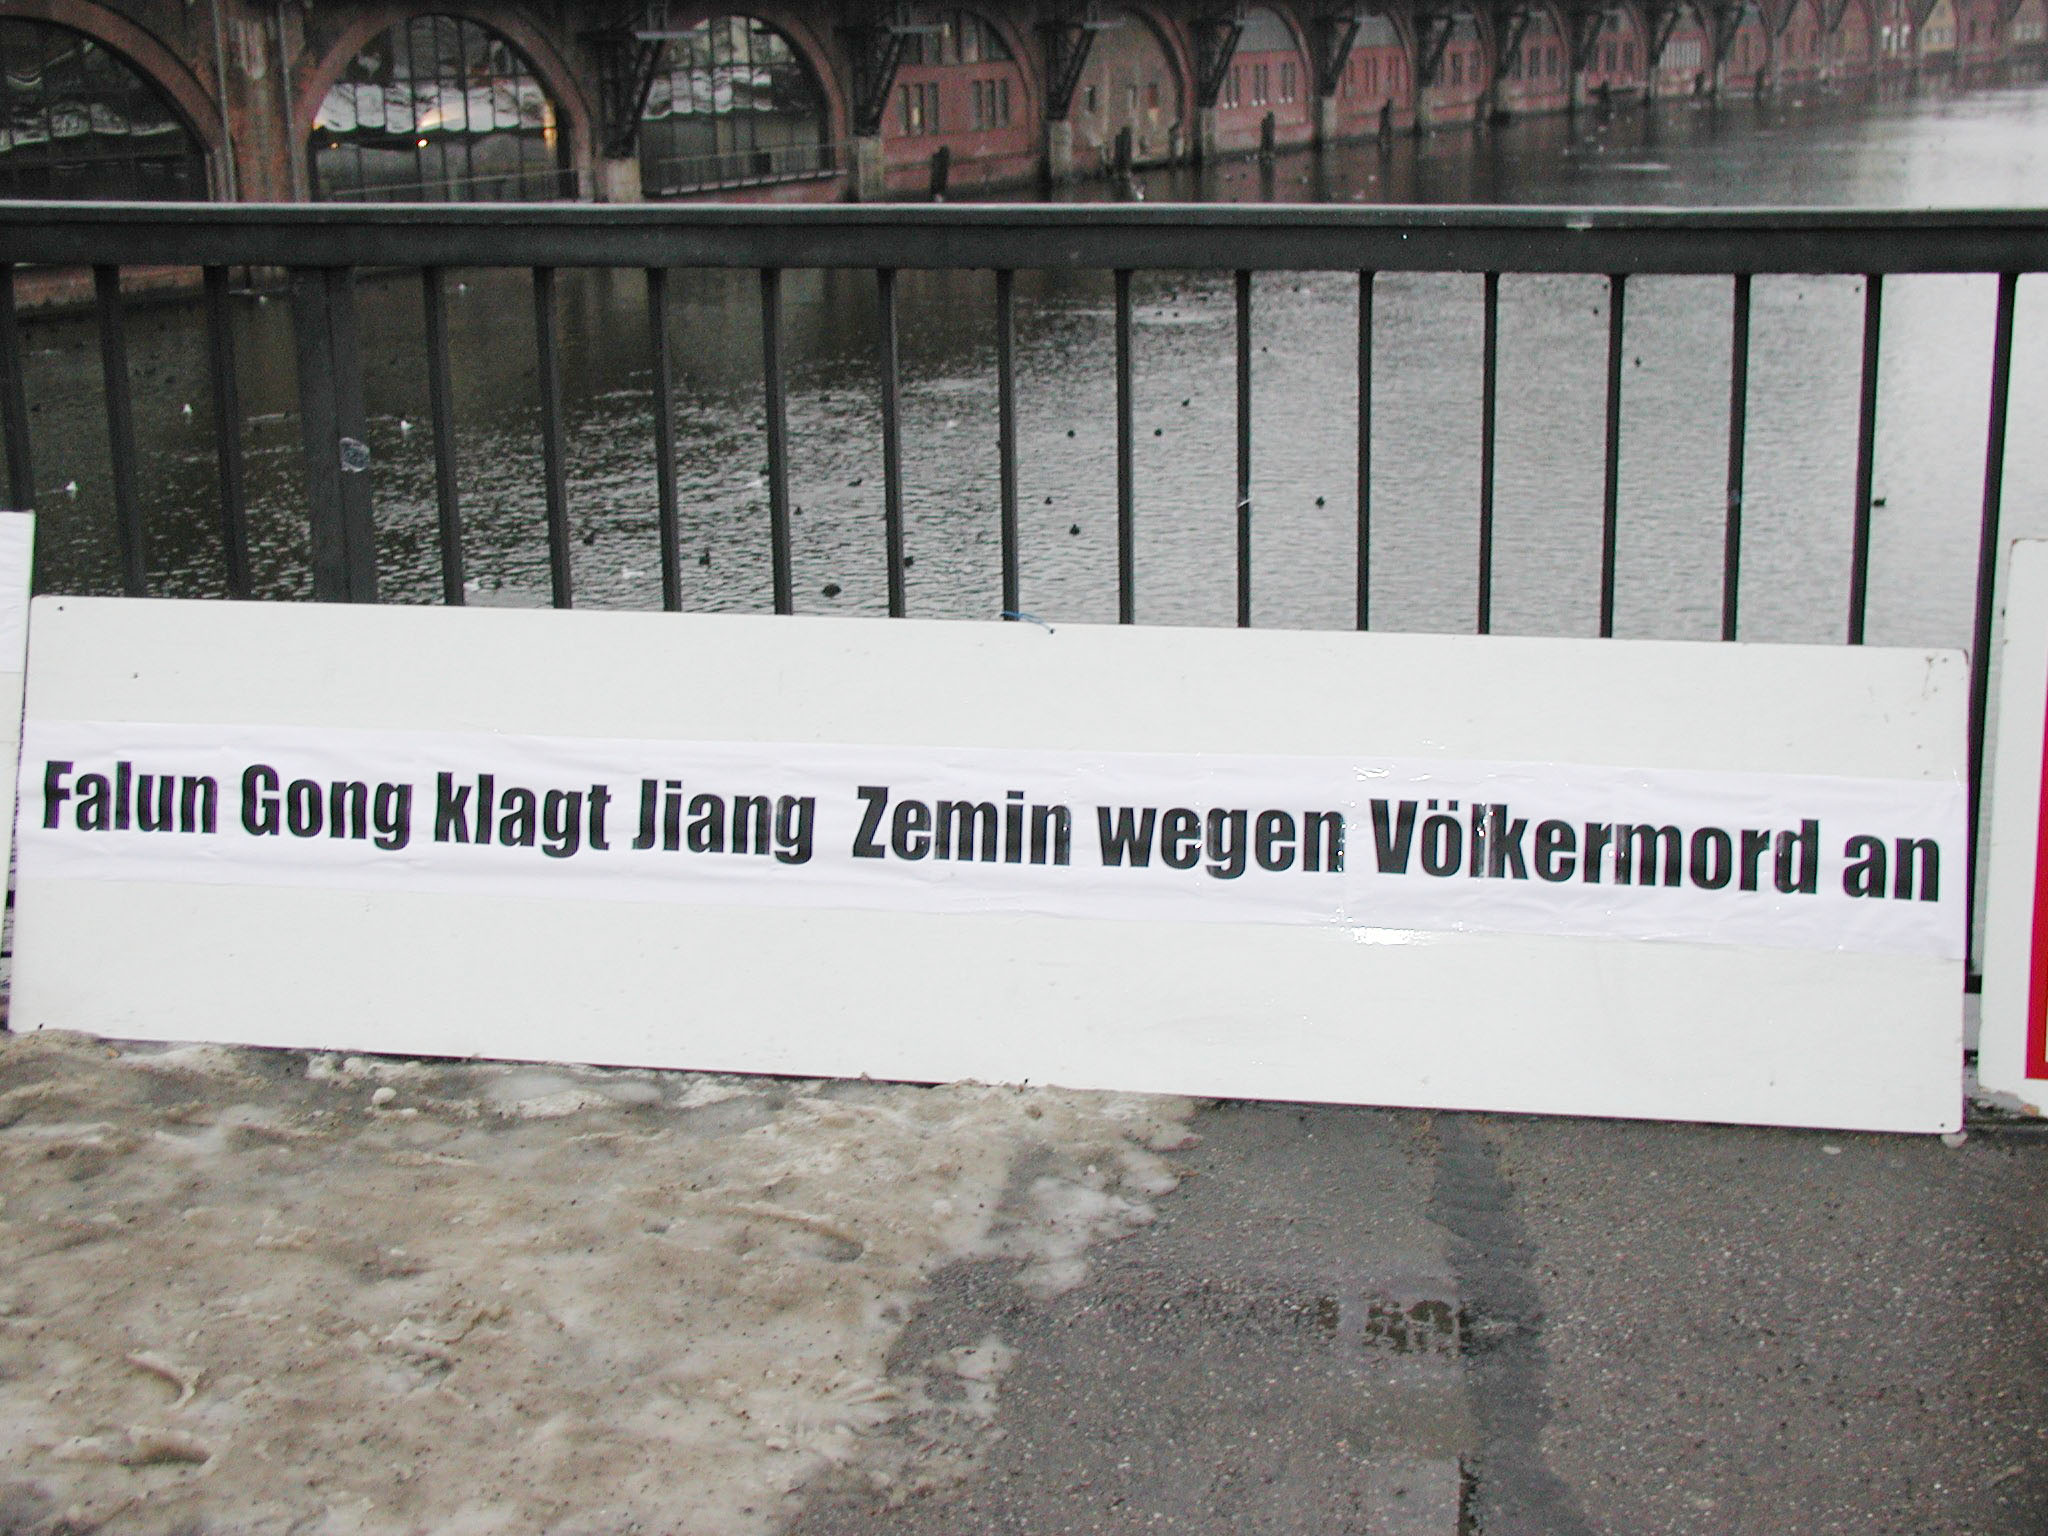 Falun Gong klagt Jiang Zemin wegen Völkermord an